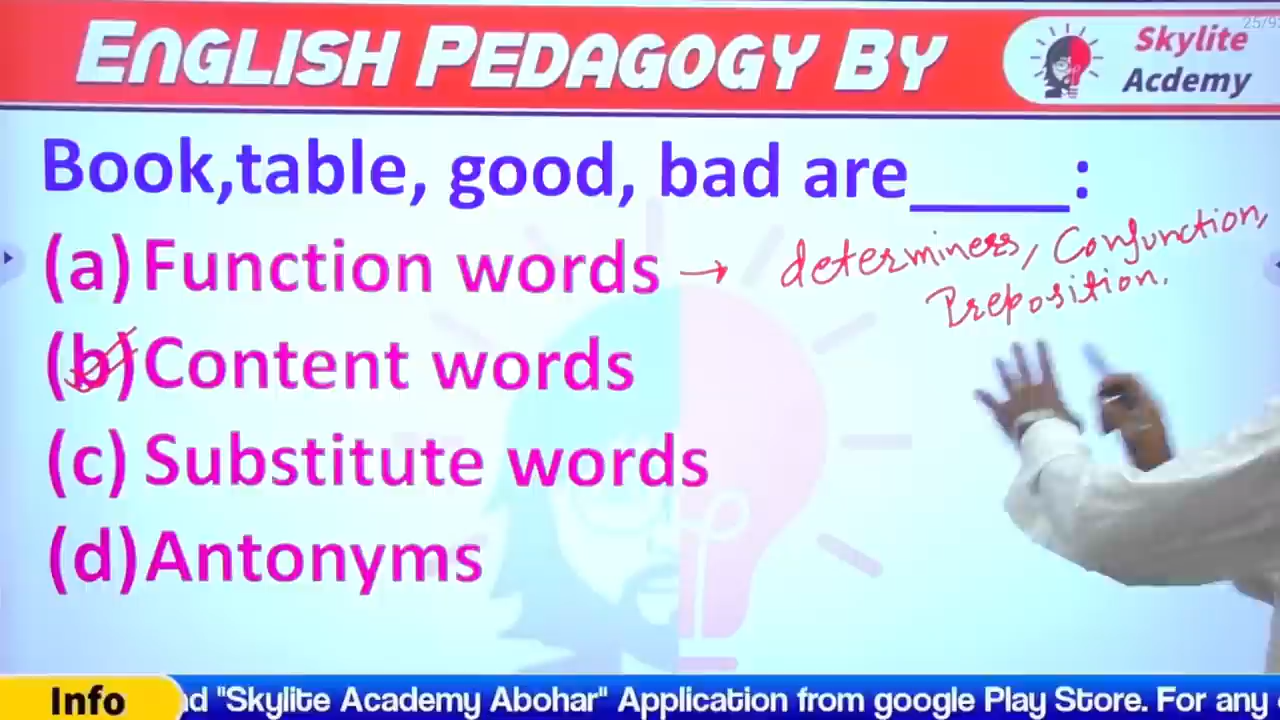 ENGLISH PEDAGOGY BY
Skylite
Acdemy
Book,table, good, bad are_____:
(a) Function words → determiners, Conjunction,
Preposition.
(b) Content words
(c) Substitute words
(d) Antonyms
Info
"Skylite Academy Abohar" Application from google Play Store. For any